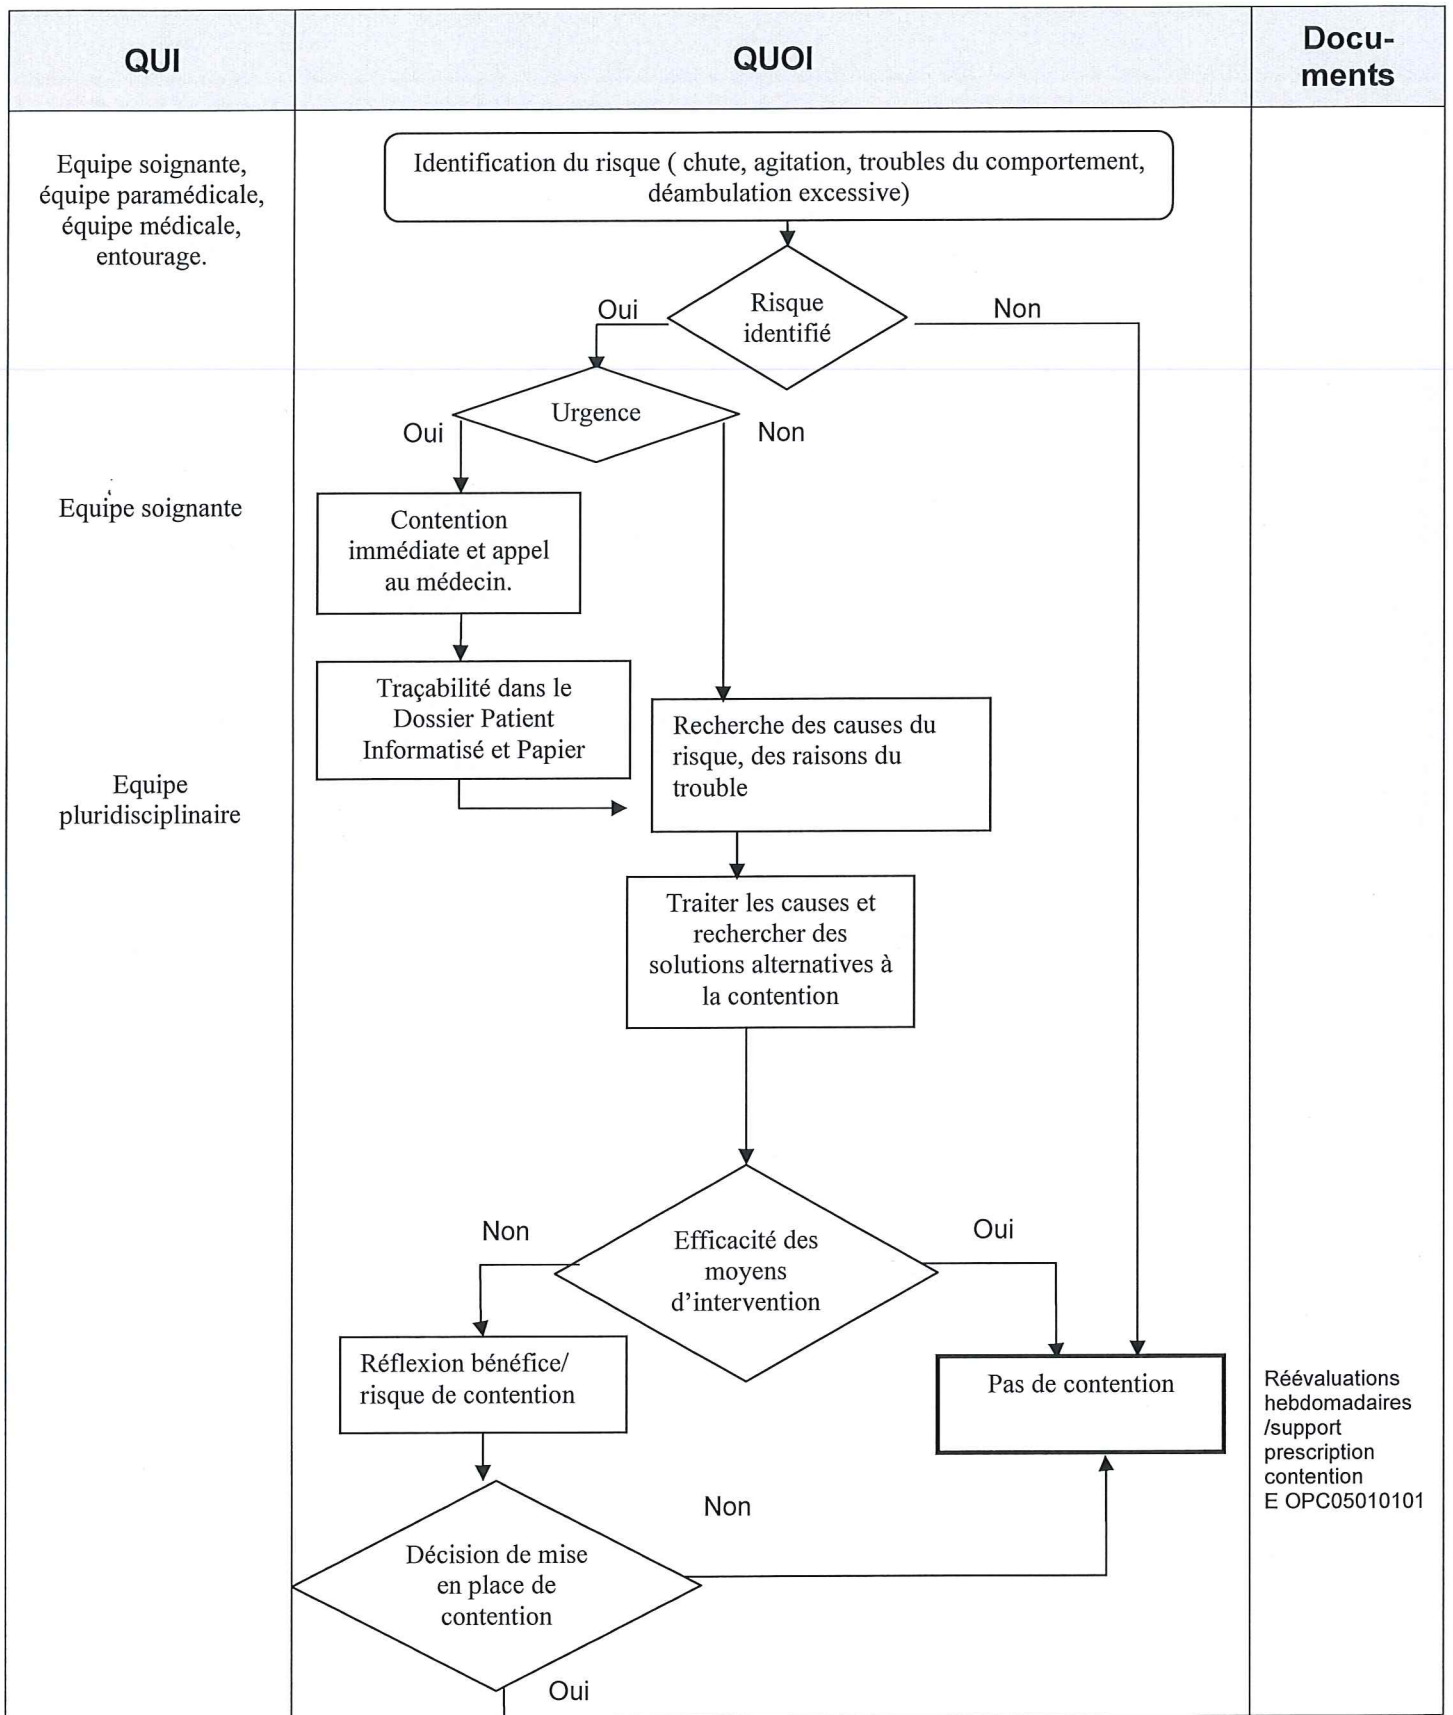 QUI
QUOI
Docu-
ments
Equipe soignante,
équipe paramédicale,
équipe médicale,
entourage.
Identification du risque ( chute, agitation, troubles du comportement,
déambulation excessive)
Risque
identifié
Oui
Non
Urgence
Oui
Non
Equipe soignante
Contention
immédiate et appel
au médecin.
Traçabilité dans le
Dossier Patient
Informatisé et Papier
Recherche des causes du
risque, des raisons du
trouble
Equipe
pluridisciplinaire
Traiter les causes et
rechercher des
solutions alternatives à
la contention
Efficacité des
moyens
d’intervention
Non
Oui
Réflexion bénéfice/
risque de contention
Pas de contention
Réévaluations
hebdomadaires
/support
prescription
contention
E OPC05010101
Décision de mise
en place de
contention
Non
Oui